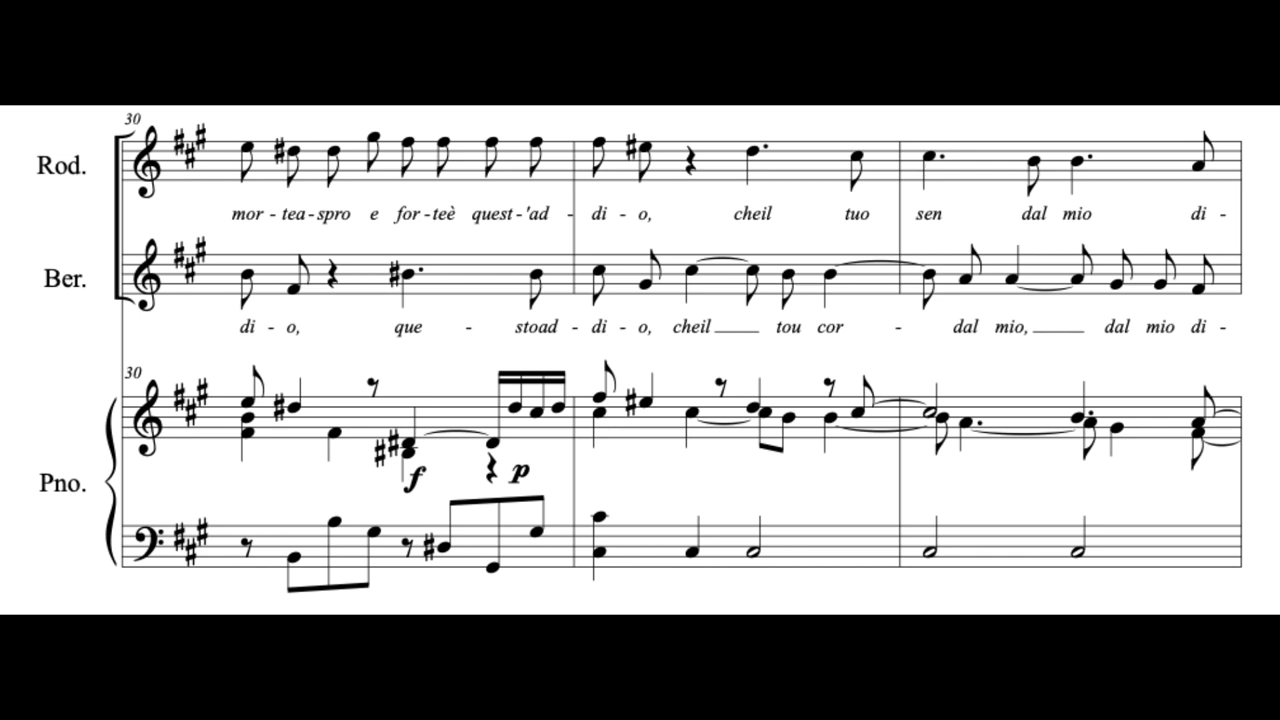 30
Rod.
mor - tea - spro e for - teè quest - 'ad - di - o, cheil tuo sen dal mio di -
Ber.
di - o, que - stoad - di - o, cheil tou cor - dal mio, dal mio di -
30
Pno.
f p